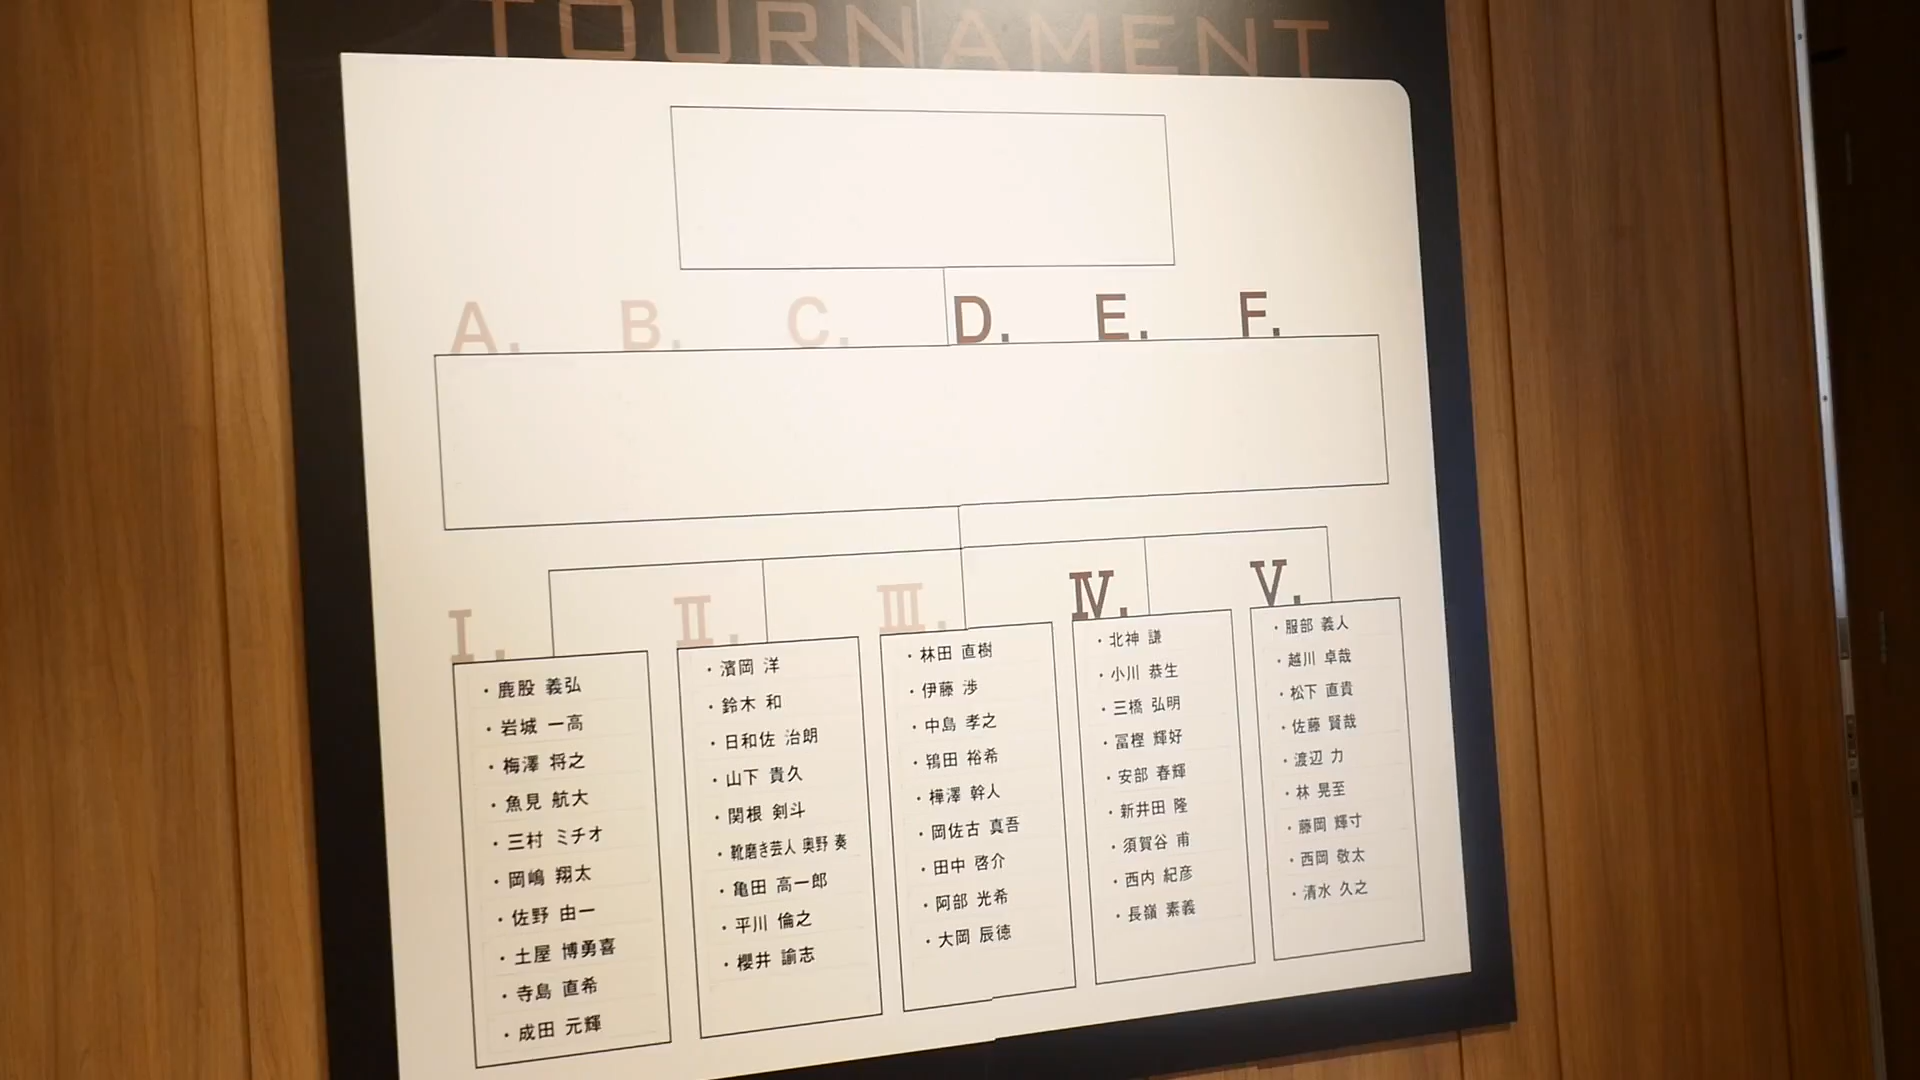 TOURNAMENT
A. B. C. D. E. F.
I. II. III. IV. V.
・鹿股 義弘
・岩城 一高
・梅澤 将之
・魚見 航大
・三村 ミチオ
・岡嶋 翔太
・佐野 由一
・土屋 博勇喜
・寺島 直希
・成田 元輝
・濱岡 洋
・鈴木 和
・日和佐 治朗
・山下 貴久
・関根 剣斗
・靴磨き芸人 奥野 奏
・亀田 高一郎
・平川 倫之
・櫻井 諭志
・林田 直樹
・伊藤 渉
・中島 孝之
・鴇田 裕希
・樺澤 幹人
・岡佐古 真吾
・田中 啓介
・阿部 光希
・大岡 辰徳
・北神 謙
・小川 恭生
・三橋 弘明
・冨樫 輝好
・安部 春輝
・新井田 隆
・須賀谷 甫
・西内 紀彦
・長嶺 素義
・服部 義人
・越川 卓哉
・松下 直貴
・佐藤 賢哉
・渡辺 力
・林 晃至
・藤岡 輝寸
・西岡 敬太
・清水 久之